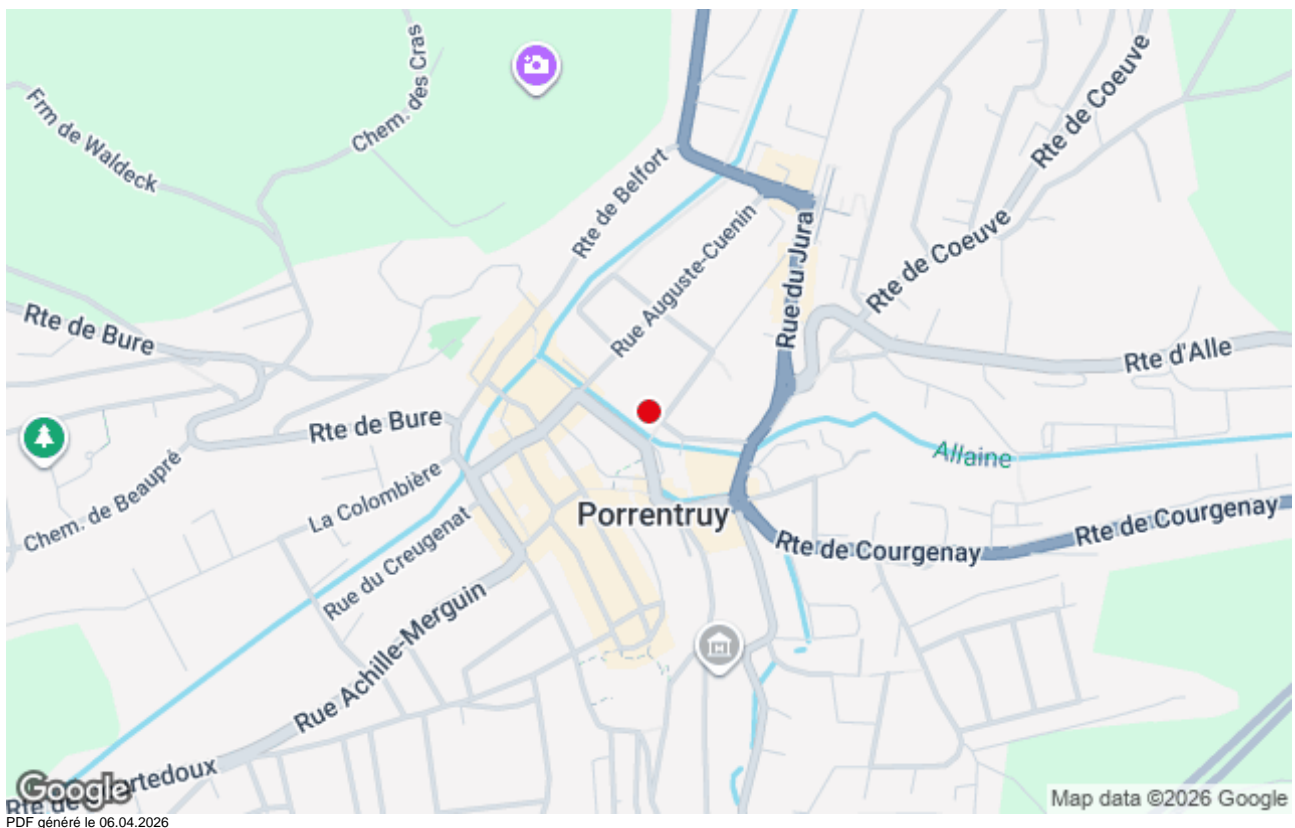 Chem. des Cras
Frm de Waldeck
Rte de Coeuve
Rte de Belfort
Rue Auguste-Cuenin
Rue du Jura
Rte de Coeuve
Rte de Bure
Rte d'Alle
Rte de Bure
Allaine
La Colombière
Chem. de Beaupré
Porrentruy
Rue du Creugenat
Rte de Courgenay
Rte de Courgenay
Rue Achille-Merguin
Google
Map data ©2026 Google
PDF généré le 06.04.2026